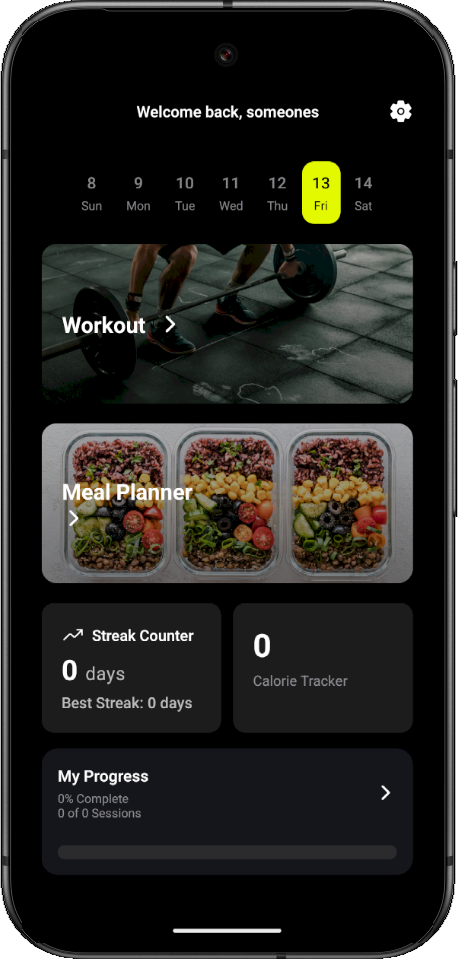 Welcome back, someones
8 9 10 11 12 13 14
Sun Mon Tue Wed Thu Fri Sat
Workout
Meal Planner
Streak Counter
0 days
Best Streak: 0 days
0
Calorie Tracker
My Progress
0% Complete
0 of 0 Sessions